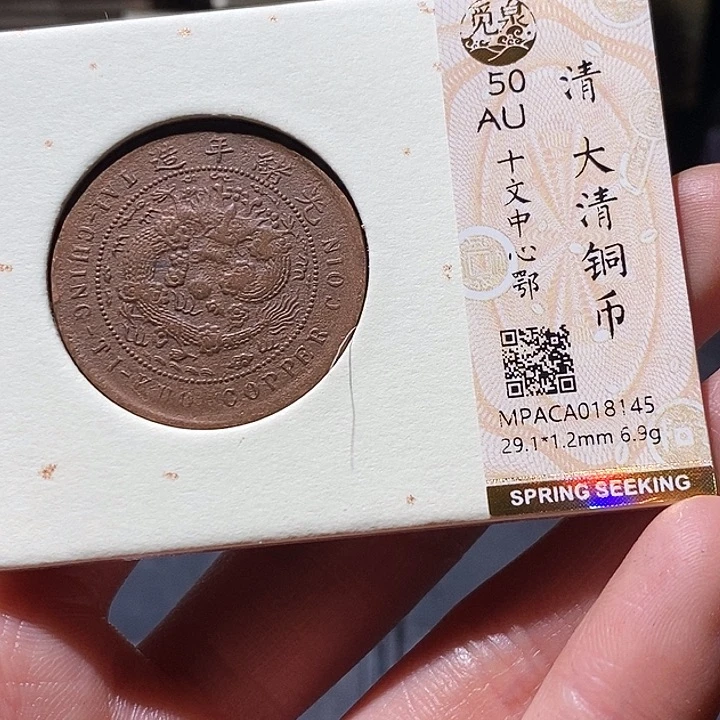 觅泉
50
AU
清 大清铜币
十文中心鄂
MPACA018145
29.1*1.2mm 6.9g
SPRING SEEKING
造年緒光
TAI-CHING-TI-KUO COPPER COIN